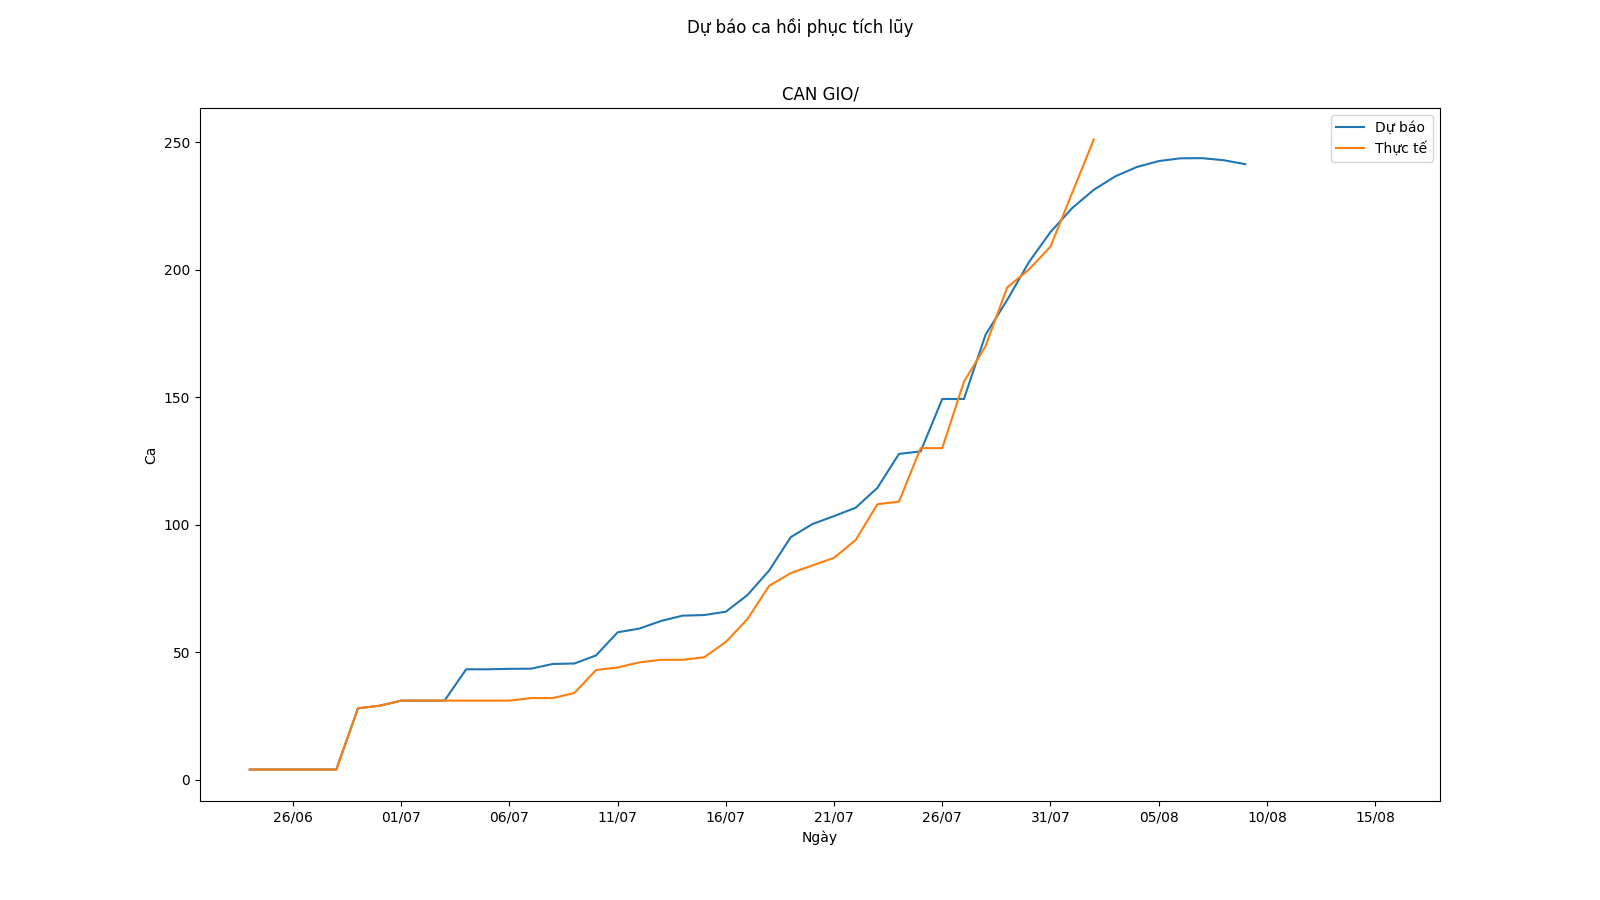 Dự báo ca hồi phục tích lũy
CAN GIO/
Dự báo
Thực tế
250
200
150
100
50
0
Ca
26/06 01/07 06/07 11/07 16/07 21/07 26/07 31/07 05/08 10/08 15/08
Ngày